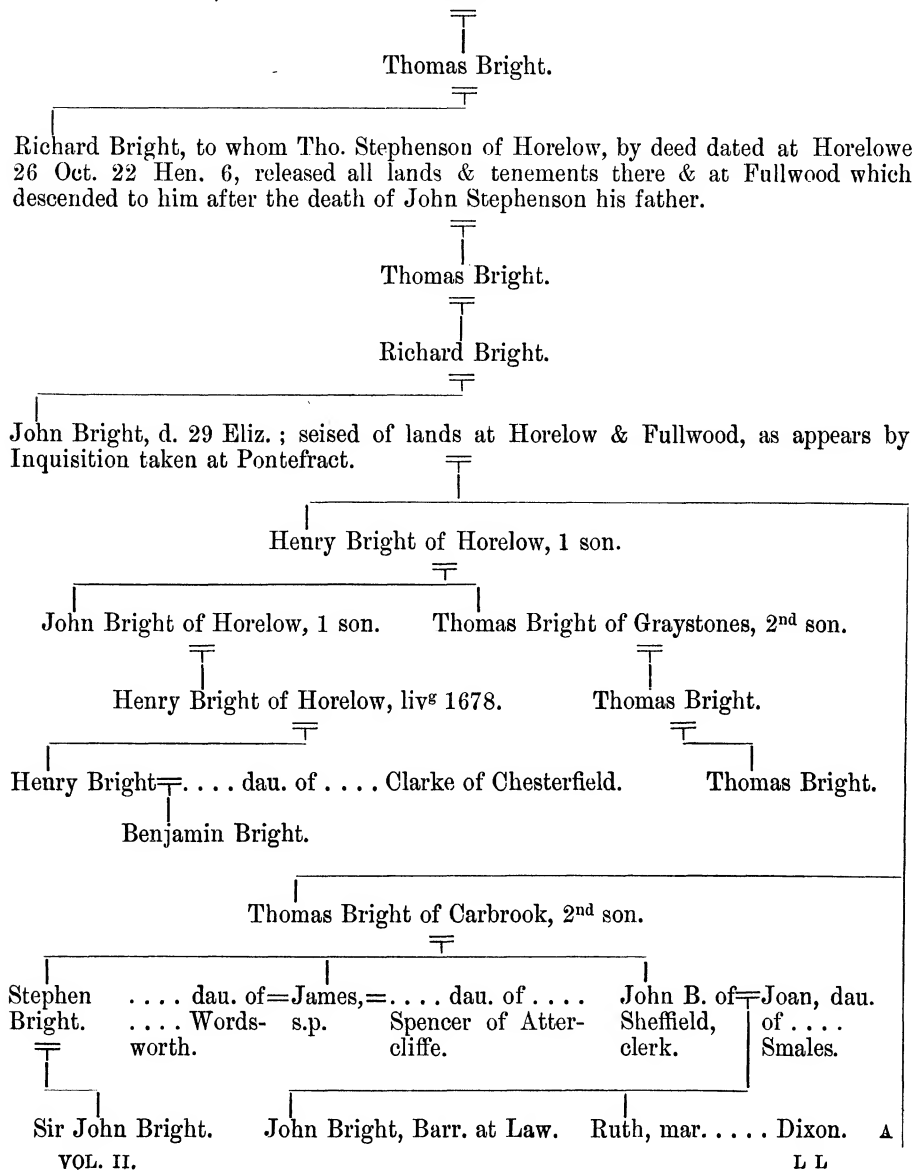 Thomas Bright.
Richard Bright, to whom Tho. Stephenson of Horelow, by deed dated at Horelowe
26 Oct. 22 Hen. 6, released all lands & tenements there & at Fullwood which
descended to him after the death of John Stephenson his father.
Thomas Bright.
Richard Bright.
John Bright, d. 29 Eliz.; seised of lands at Horelow & Fullwood, as appears by
Inquisition taken at Pontefract.
Henry Bright of Horelow, 1 son.
John Bright of Horelow, 1 son. Thomas Bright of Graystones, 2nd son.
Henry Bright of Horelow, livg 1678. Thomas Bright.
Henry Bright=. . . . dau. of . . . . Clarke of Chesterfield. Thomas Bright.
Benjamin Bright.
Thomas Bright of Carbrook, 2nd son.
Stephen . . . . dau. of=James,=. . . . dau. of . . . . John B. of=Joan, dau.
Bright. . . . . Words- s.p. Spencer of Atter- Sheffield, of . . . .
worth. cliffe. clerk. Smales.
Sir John Bright. John Bright, Barr. at Law. Ruth, mar. . . . . Dixon. A
VOL. II. L L